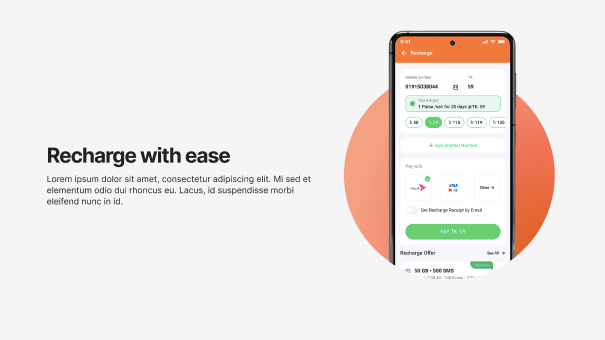 Recharge with ease
Lorem ipsum dolor sit amet, consectetur adipiscing elit. Mi sed et
elementum odio dui rhoncus eu. Lacus, id suspendisse morbi
eleifend nunc in id.
9:41
Recharge
Mobile number
TK.
01915038044
59
1 Paisa /sec for 30 days @TK. 59
৳ 50
৳ 59
৳ 110
৳ 119
৳ 135
+ Add Another Number
Pay with
bKash
VISA
Other →
Get Recharge Receipt by Email
PAY TK. 59
Recharge Offer
See All →
50 GB + 500 SMS